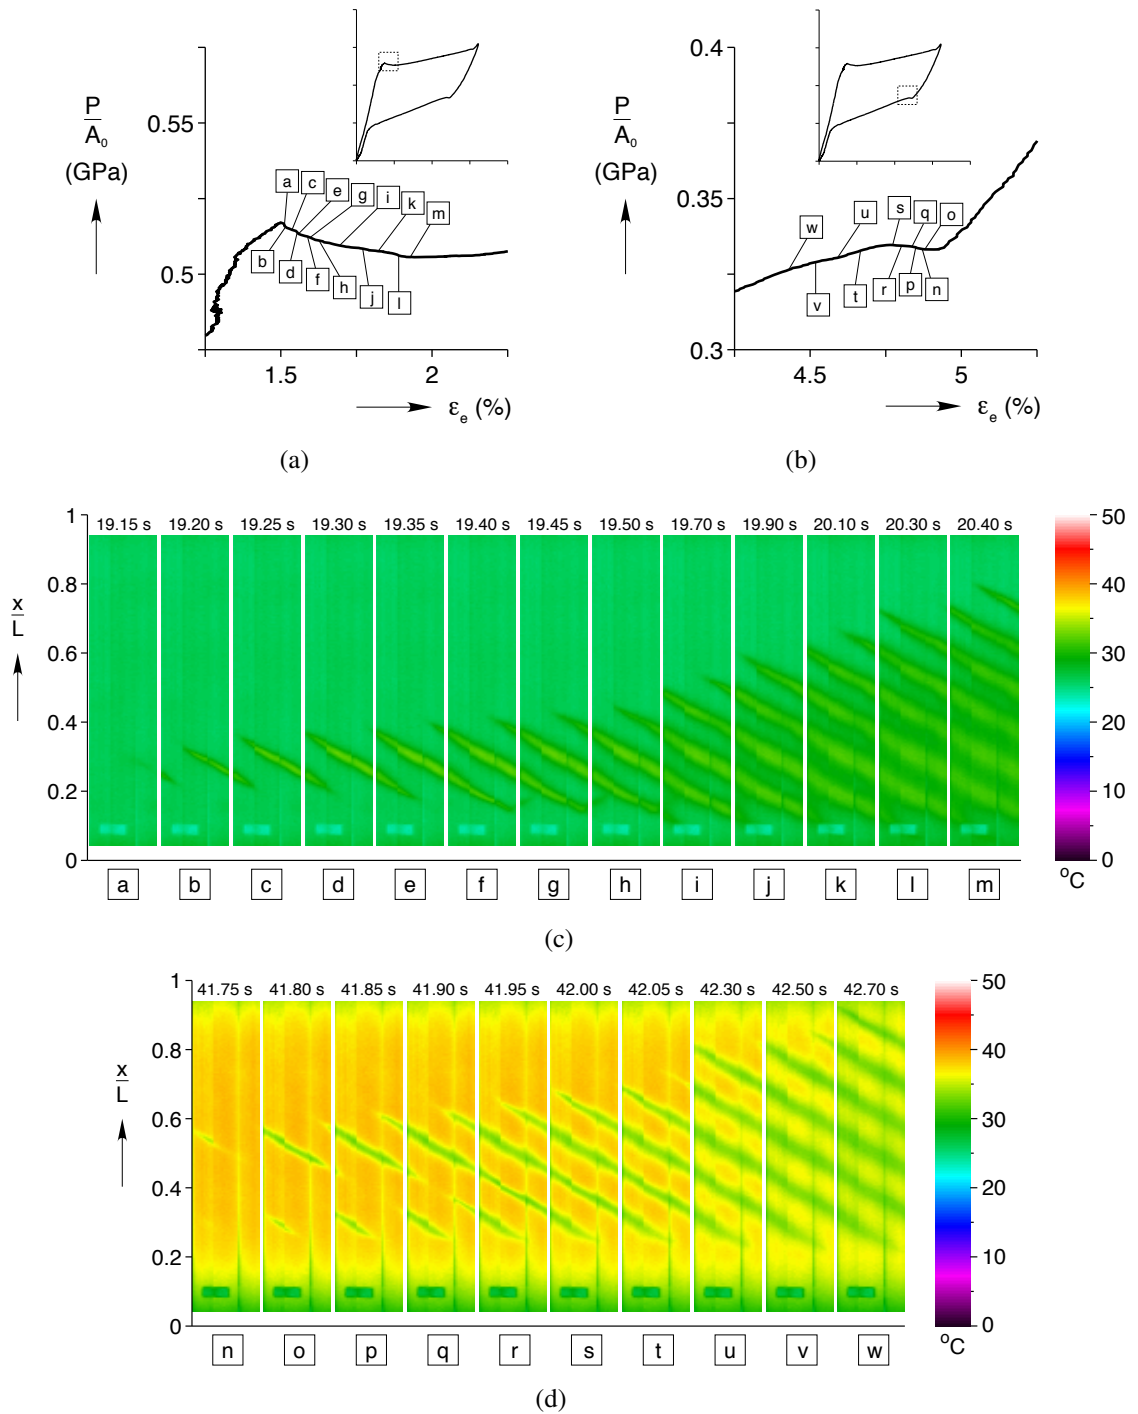 P
A₀
(GPa)
0.55
0.5
a c e g i k m
b d f h j l
1.5 2
εₑ (%)
(a)
P
A₀
(GPa)
0.4
0.35
0.3
w u s q o
v t r p n
4.5 5
εₑ (%)
(b)
19.15 s 19.20 s 19.25 s 19.30 s 19.35 s 19.40 s 19.45 s 19.50 s 19.70 s 19.90 s 20.10 s 20.30 s 20.40 s
x
L
1
0.8
0.6
0.4
0.2
0
50
40
30
20
10
0
°C
a b c d e f g h i j k l m
(c)
41.75 s 41.80 s 41.85 s 41.90 s 41.95 s 42.00 s 42.05 s 42.30 s 42.50 s 42.70 s
x
L
1
0.8
0.6
0.4
0.2
0
50
40
30
20
10
0
°C
n o p q r s t u v w
(d)